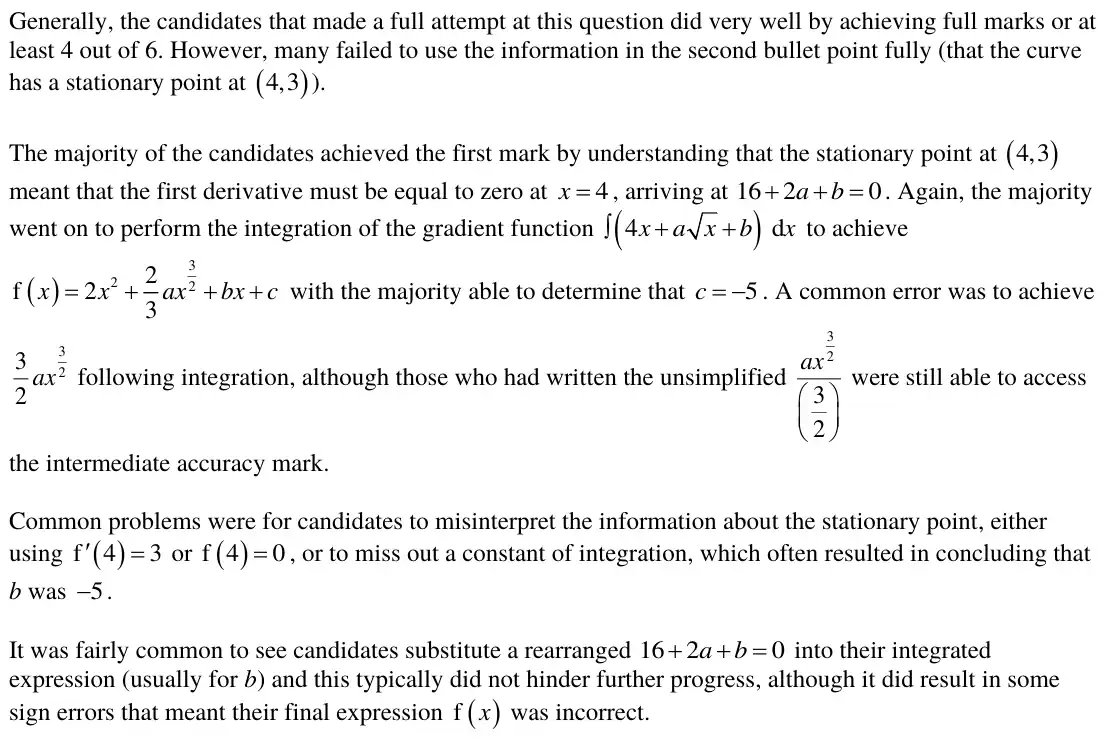 Generally, the candidates that made a full attempt at this question did very well by achieving full marks or at
least 4 out of 6. However, many failed to use the information in the second bullet point fully (that the curve
has a stationary point at (4,3)).
The majority of the candidates achieved the first mark by understanding that the stationary point at (4,3)
meant that the first derivative must be equal to zero at x = 4, arriving at 16 + 2a + b = 0. Again, the majority
went on to perform the integration of the gradient function ∫(4x + a√x + b) dx to achieve
f(x) = 2x² + 2/3 ax^(3/2) + bx + c with the majority able to determine that c = −5. A common error was to achieve
3/2 ax^(3/2) following integration, although those who had written the unsimplified ax^(3/2)/(3/2) were still able to access
the intermediate accuracy mark.
Common problems were for candidates to misinterpret the information about the stationary point, either
using f′(4) = 3 or f(4) = 0, or to miss out a constant of integration, which often resulted in concluding that
b was −5.
It was fairly common to see candidates substitute a rearranged 16 + 2a + b = 0 into their integrated
expression (usually for b) and this typically did not hinder further progress, although it did result in some
sign errors that meant their final expression f(x) was incorrect.